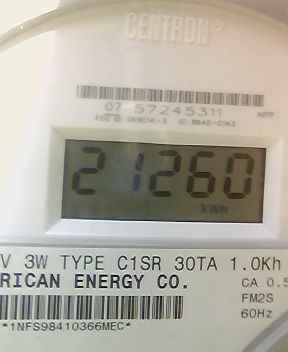 CENTRON®
07 57245311 HPP
21260
kWh
V 3W TYPE C1SR 30TA 1.0Kh
RICAN ENERGY CO. CA 0.5
FM2S
60Hz
*1NFS98410366MEC*